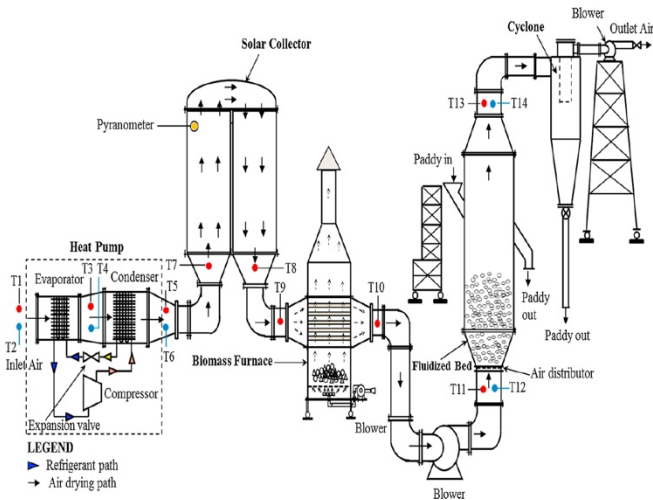 Blower
Outlet Air
Cyclone
Solar Collector
T13
T14
Pyranometer
Paddy in
Heat Pump
Evaporator
T3
T4
Condenser
T1
T5
T7
T8
T9
T10
T2
Inlet Air
T6
Biomass Furnace
Paddy
out
Paddy out
Fluidized Bed
Air distributor
T11
T12
Compressor
Expansion valve
Blower
LEGEND
Refrigerant path
Air drying path
Blower